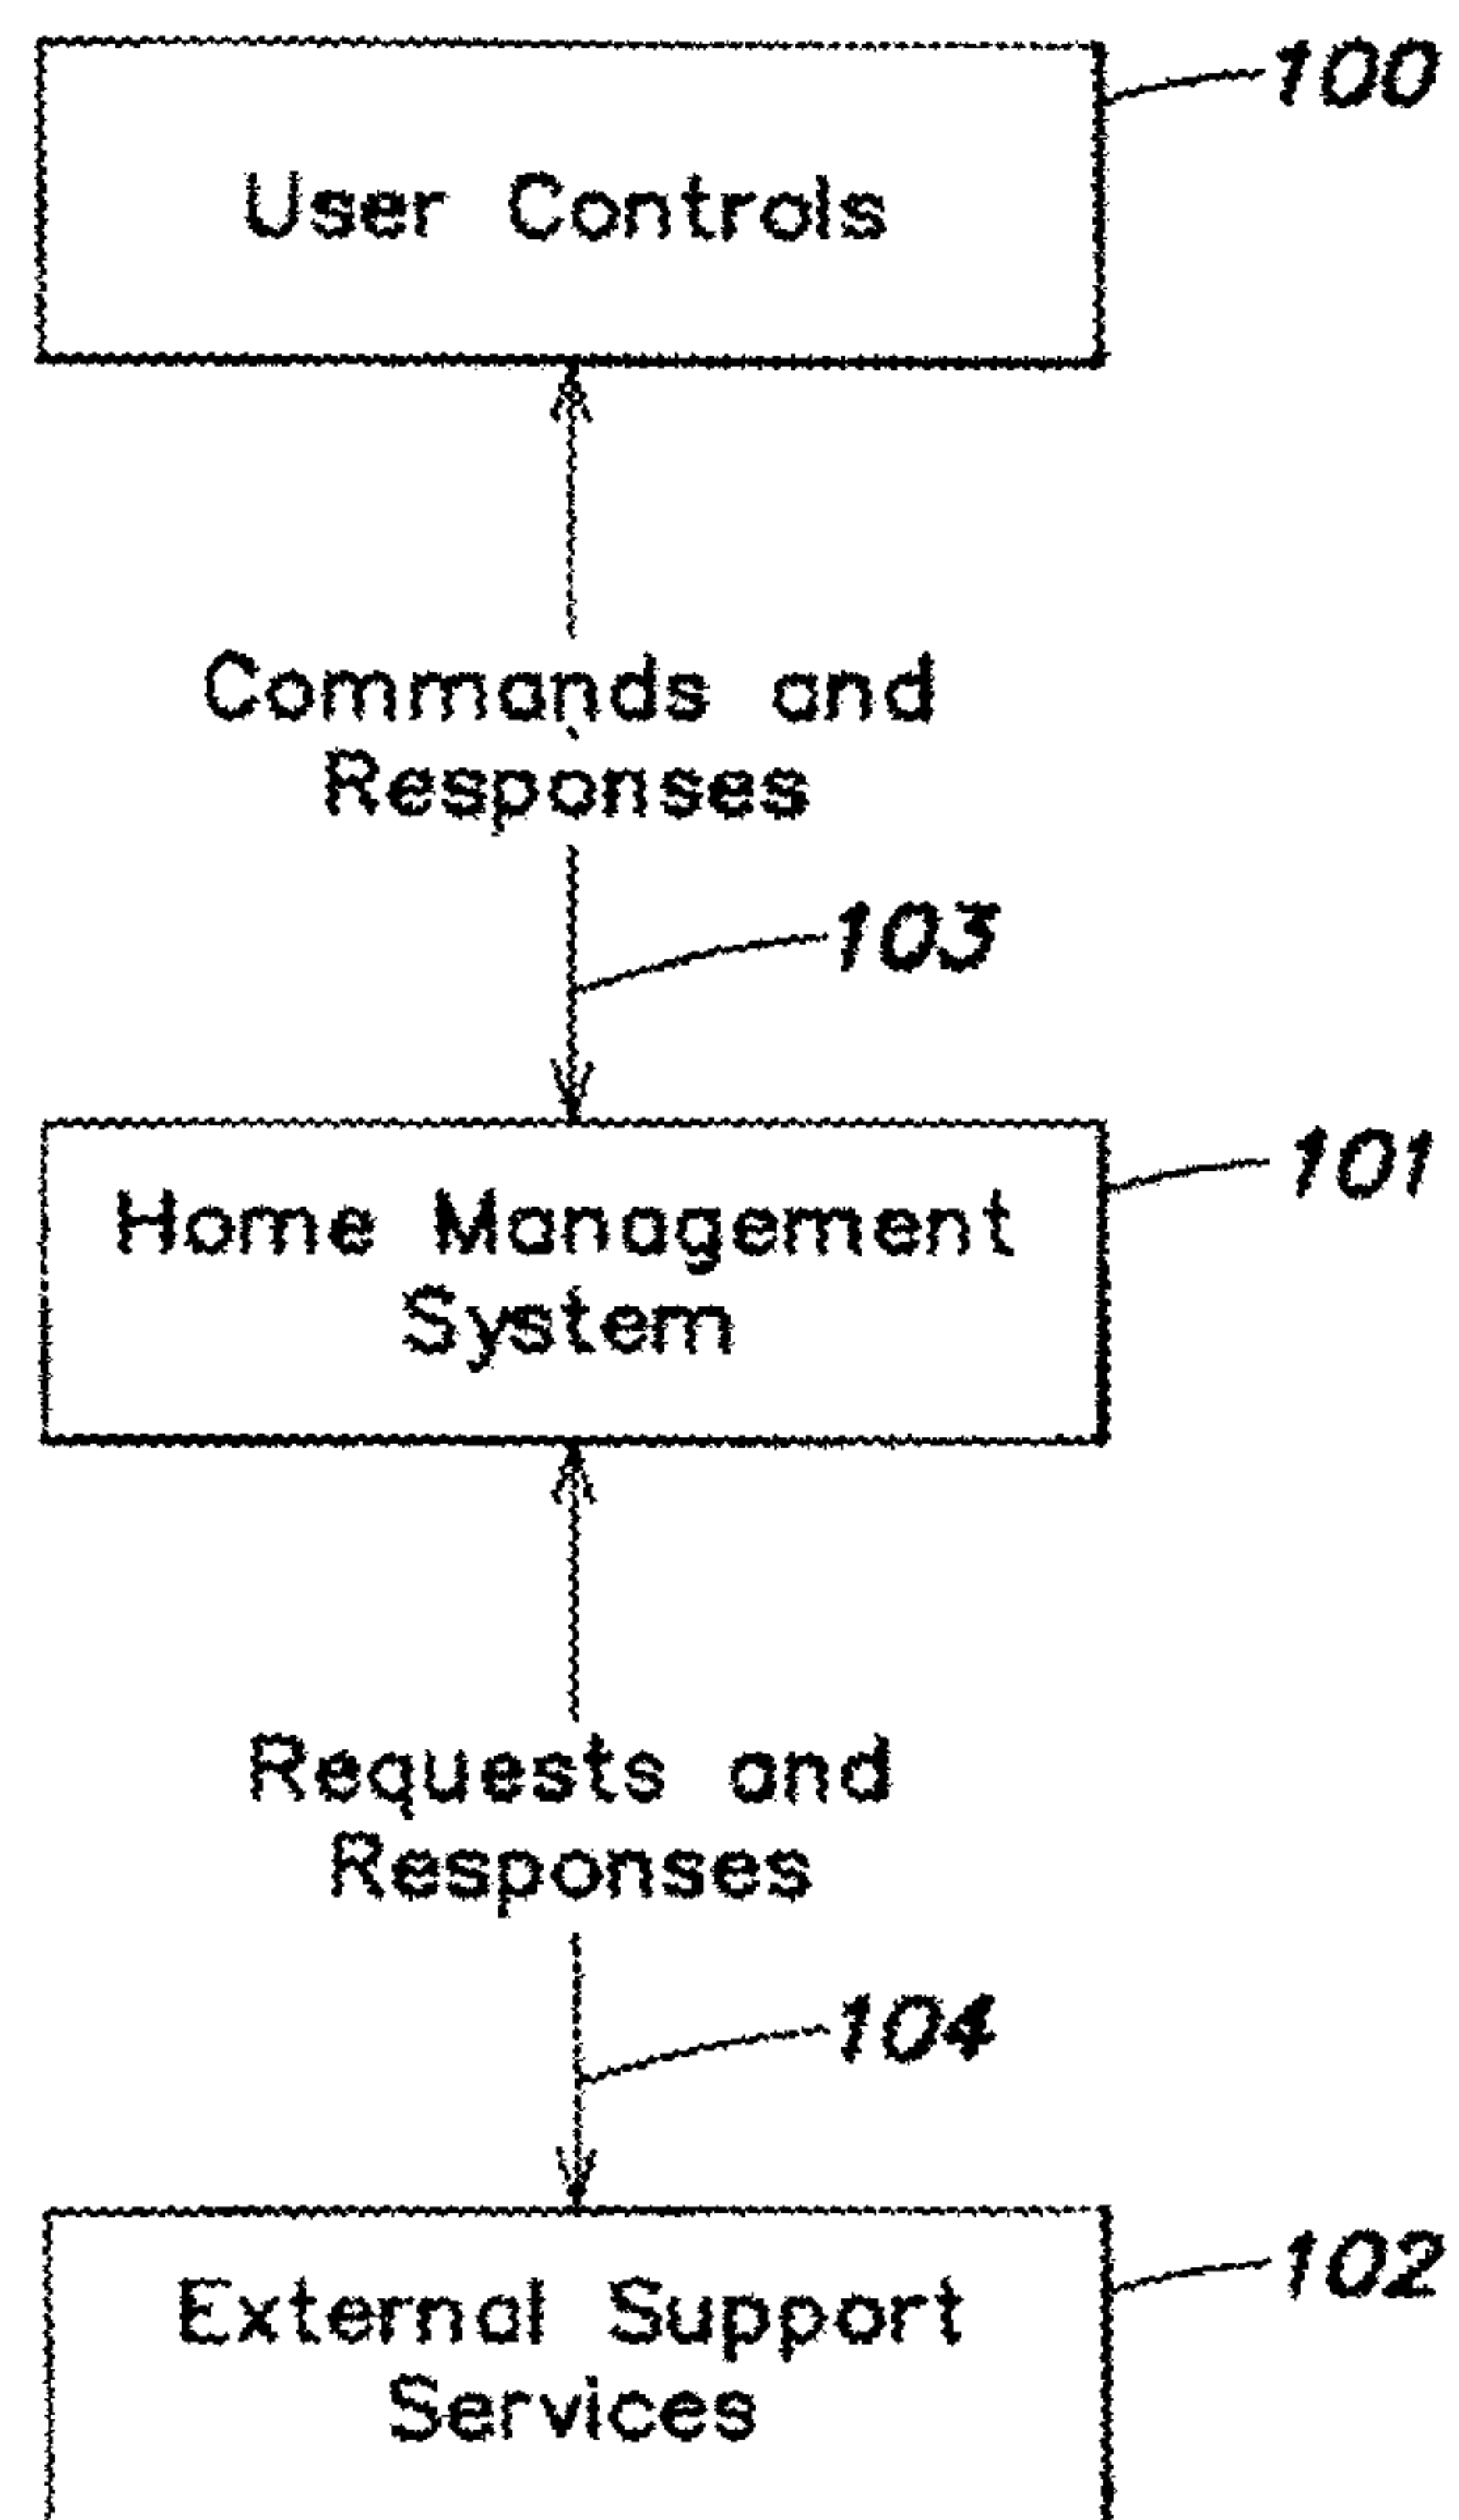 100
User Controls
Commands and
Responses
103
101
Home Management
System
Requests and
Responses
104
102
External Support
Services